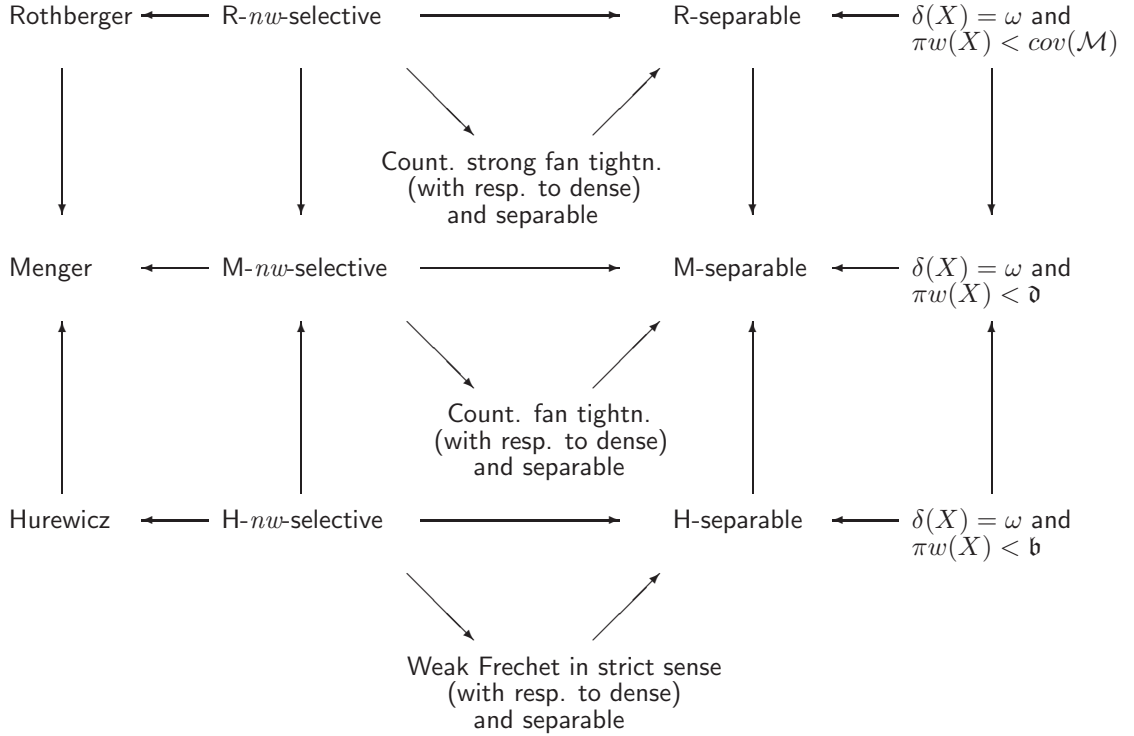 Rothberger R-nw-selective R-separable δ(X) = ω and
πw(X) < cov(ℳ)
Count. strong fan tightn.
(with resp. to dense)
and separable
Menger M-nw-selective M-separable δ(X) = ω and
πw(X) < 𝔡
Count. fan tightn.
(with resp. to dense)
and separable
Hurewicz H-nw-selective H-separable δ(X) = ω and
πw(X) < 𝔟
Weak Frechet in strict sense
(with resp. to dense)
and separable